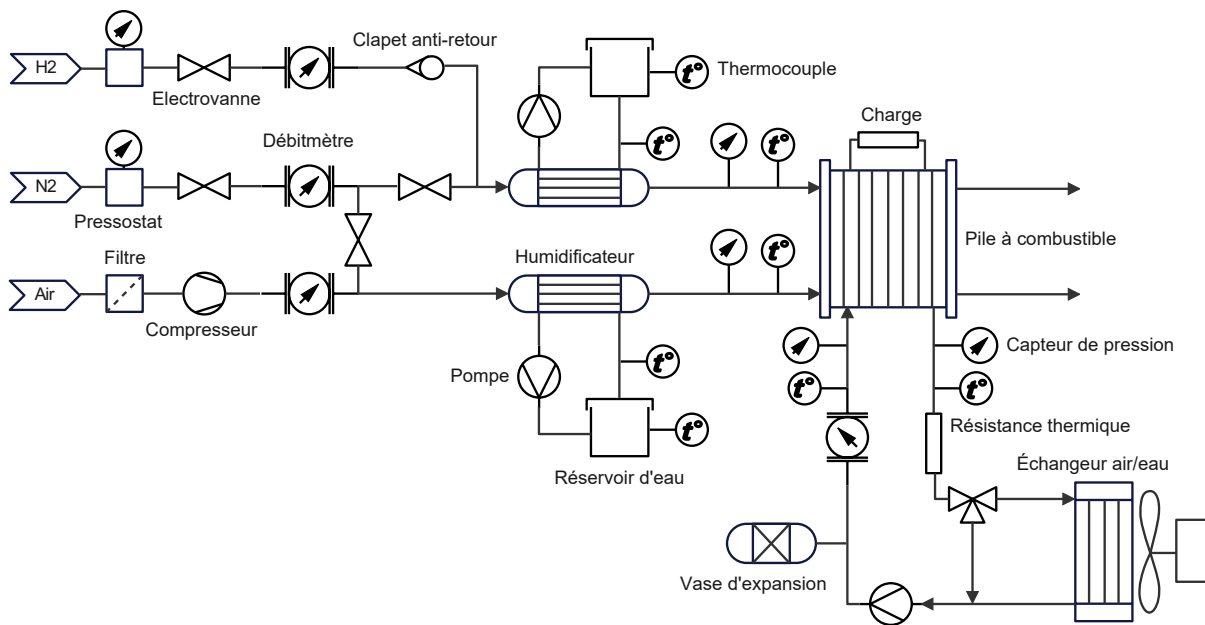 Clapet anti-retour
H2
Thermocouple
t°
Electrovanne
Charge
Débitmètre
t°
t°
N2
Pressostat
Pile à combustible
Filtre
Humidificateur
t°
Air
Compresseur
Capteur de pression
t°
Pompe
t°
t°
Résistance thermique
t°
Échangeur air/eau
Réservoir d'eau
Vase d'expansion